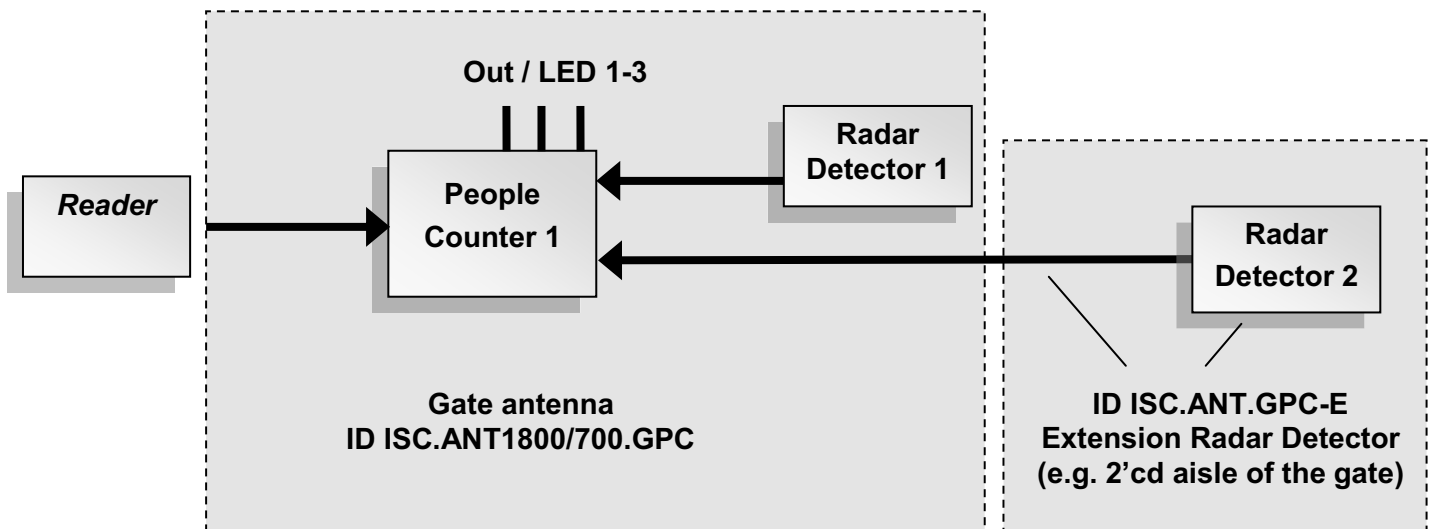 Out / LED 1-3
Radar
Detector 1
Reader
People
Counter 1
Radar
Detector 2
Gate antenna
ID ISC.ANT1800/700.GPC
ID ISC.ANT.GPC-E
Extension Radar Detector
(e.g. 2’cd aisle of the gate)